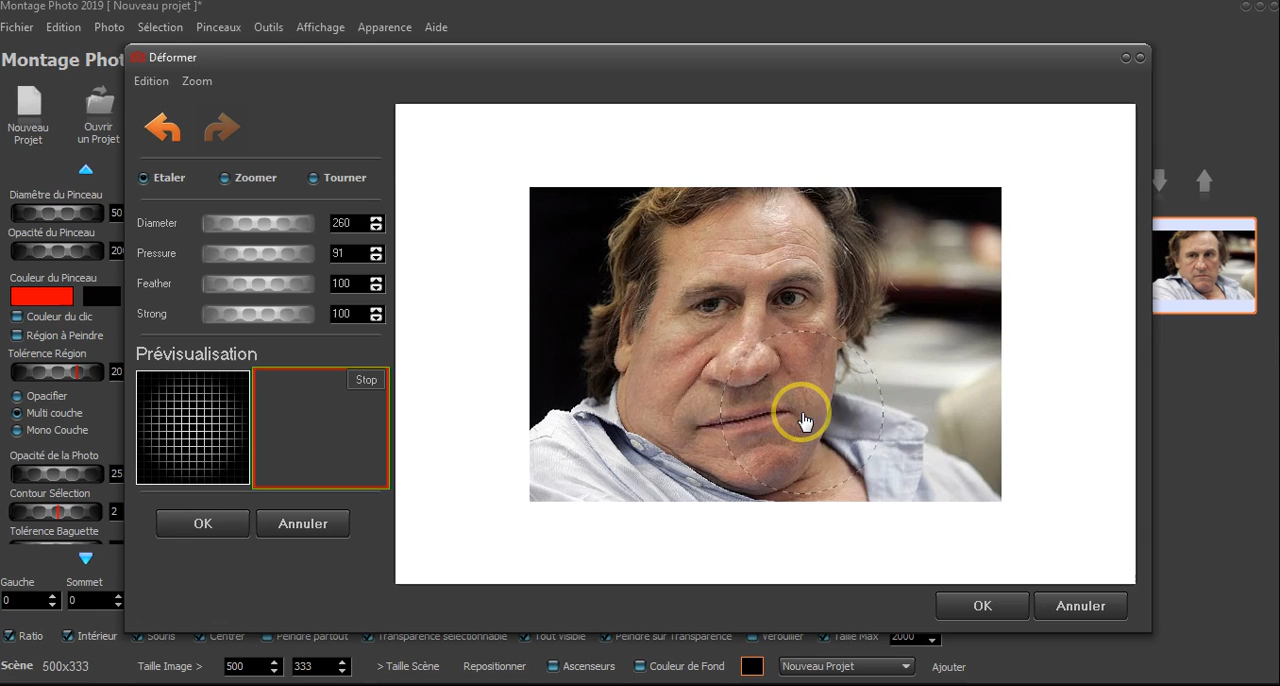 Montage Photo 2019 [ Nouveau projet ]*
Fichier Edition Photo Sélection Pinceaux Outils Affichage Apparence Aide
Montage Phot
Déformer
Edition Zoom
Nouveau Projet
Ouvrir un Projet
Etaler Zoomer Tourner
Diamêtre du Pinceau
50
Opacité du Pinceau
20
Diameter 260
Pressure 91
Feather 100
Strong 100
Couleur du Pinceau
Couleur du clic
Région à Peindre
Tolérence Région
20
Prévisualisation
Stop
Opacifier
Multi couche
Mono Couche
Opacité de la Photo
25
Contour Sélection
2
Tolérence Baguette
OK Annuler
Gauche Sommet
0 0
OK Annuler
Ratio Intérieur Souris Centrer Peindre partout Transparence sélectionnable Tout visible Peindre sur Transparence Vérouiller Taille Max 2000
Scène 500x333 Taille Image > 500 333 > Taille Scène Repositionner Ascenseurs Couleur de Fond Nouveau Projet Ajouter